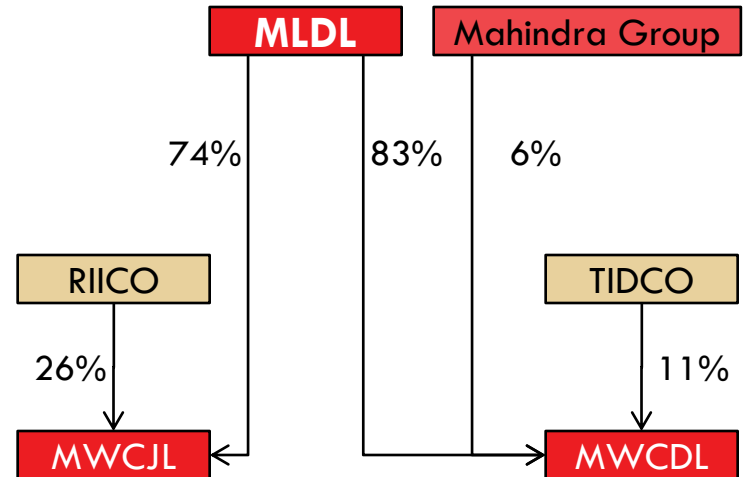 MLDL
Mahindra Group
74%
83%
6%
RIICO
TIDCO
26%
11%
MWCJL
MWCDL